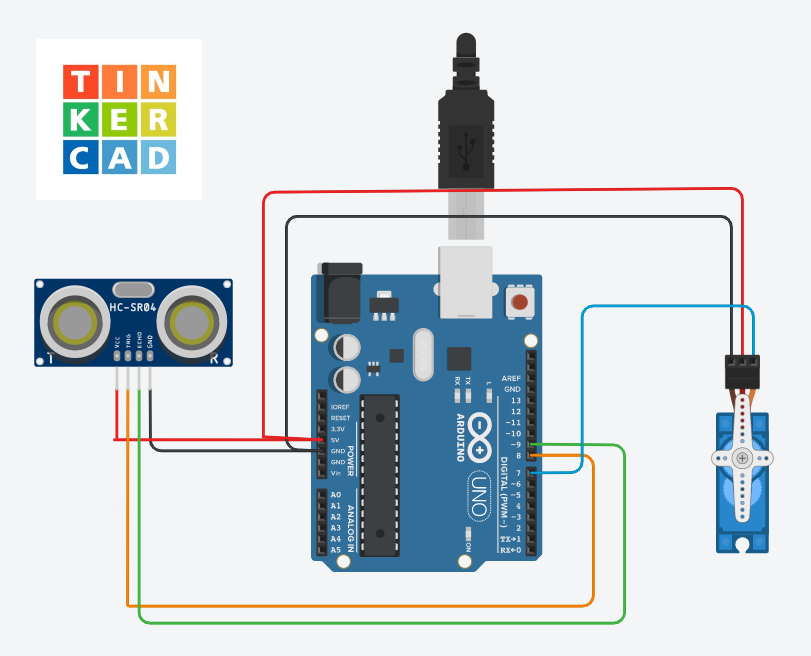 TIN
KER
CAD
HC-SR04
VCC
TRIG
ECHO
GND
T
R
AREF
GND
13
12
~11
~10
~9
8
7
~6
~5
4
~3
2
TX→1
RX←0
DIGITAL (PWM~)
IOREF
RESET
3.3V
5V
GND
GND
Vin
POWER
A0
A1
A2
A3
A4
A5
ANALOG IN
RX
TX
L
ARDUINO
UNO
ON